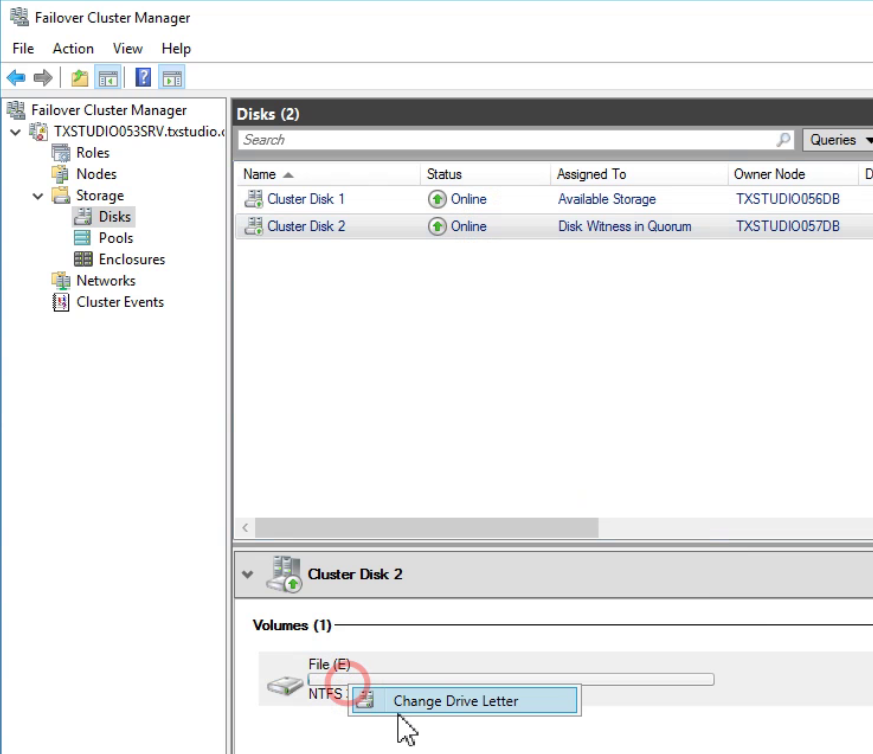 Failover Cluster Manager
File Action View Help
Failover Cluster Manager
TXSTUDIO053SRV.txstudio.
Roles
Nodes
Storage
Disks
Pools
Enclosures
Networks
Cluster Events
Disks (2)
Search
Queries
Name Status Assigned To Owner Node D
Cluster Disk 1 Online Available Storage TXSTUDIO056DB
Cluster Disk 2 Online Disk Witness in Quorum TXSTUDIO057DB
Cluster Disk 2
Volumes (1)
File (E)
NTFS
Change Drive Letter